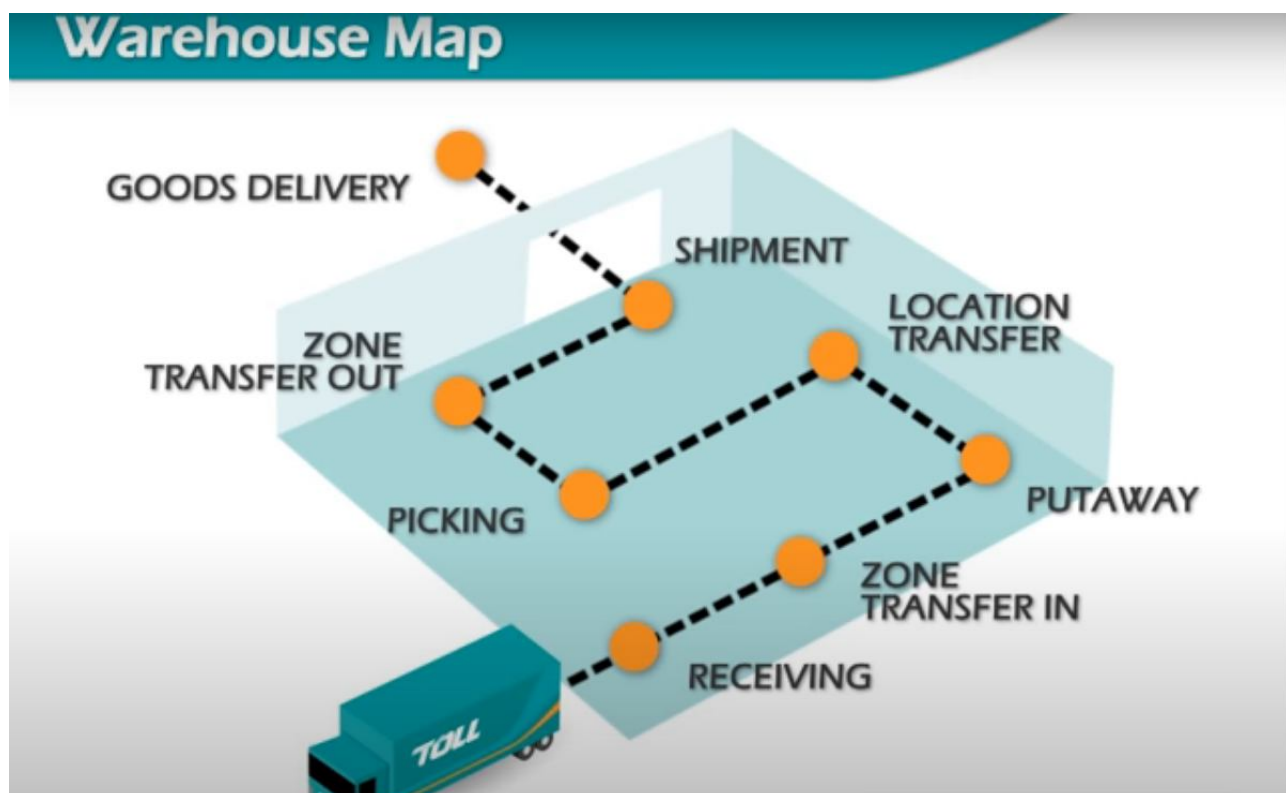 Warehouse Map
GOODS DELIVERY
SHIPMENT
LOCATION
TRANSFER
ZONE
TRANSFER OUT
PICKING
PUTAWAY
ZONE
TRANSFER IN
RECEIVING
TOLL